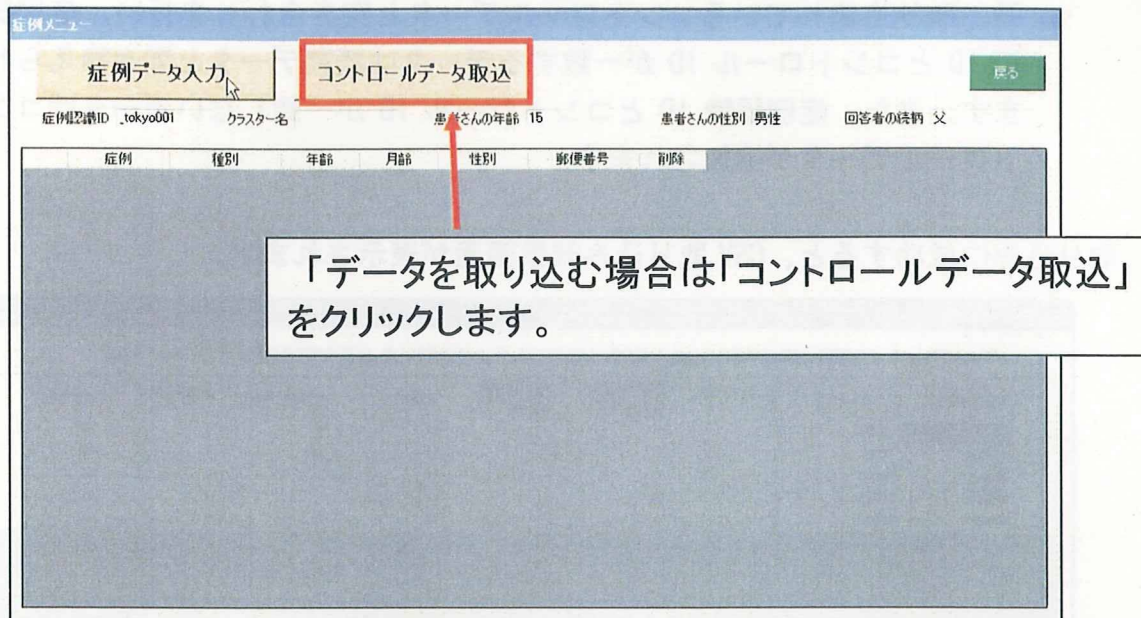 症例メニュー
症例データ入力 コントロールデータ取込 戻る
症例認識ID _tokyo001 クラスター名 患者さんの年齢 15 患者さんの性別 男性 回答者の続柄 父
症例 種別 年齢 月齢 性別 郵便番号 削除
「データを取り込む場合は「コントロールデータ取込」
をクリックします。